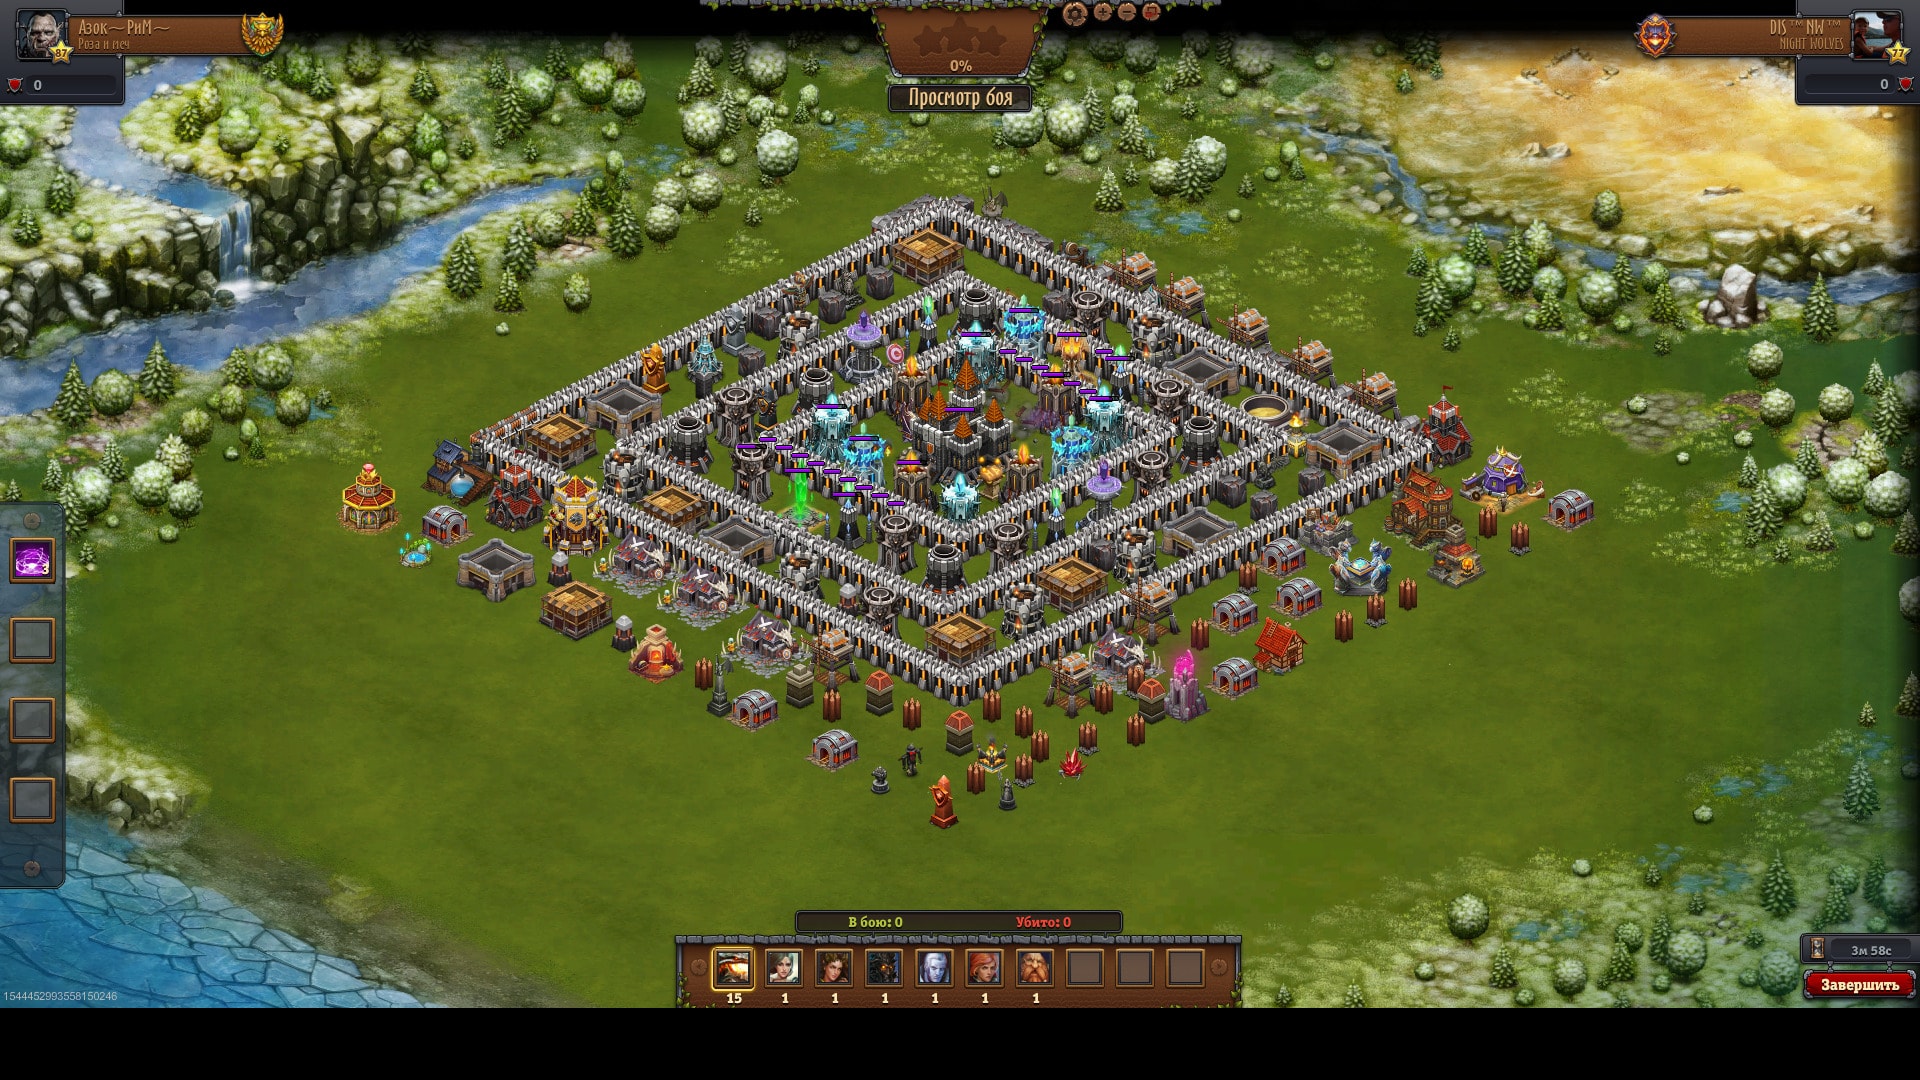 Азок~РиМ~
Роза и меч
87
0
0%
Просмотр боя
DIS™NW™
NIGHT WOLVES
77
0
3
В бою: 0
Убито: 0
15
1
1
1
1
1
1
3м 58с
Завершить
1544452993558150246